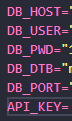 DB_HOST="
DB_USER=
DB_PWD="
DB_DTB="
DB_PORT="
API_KEY=